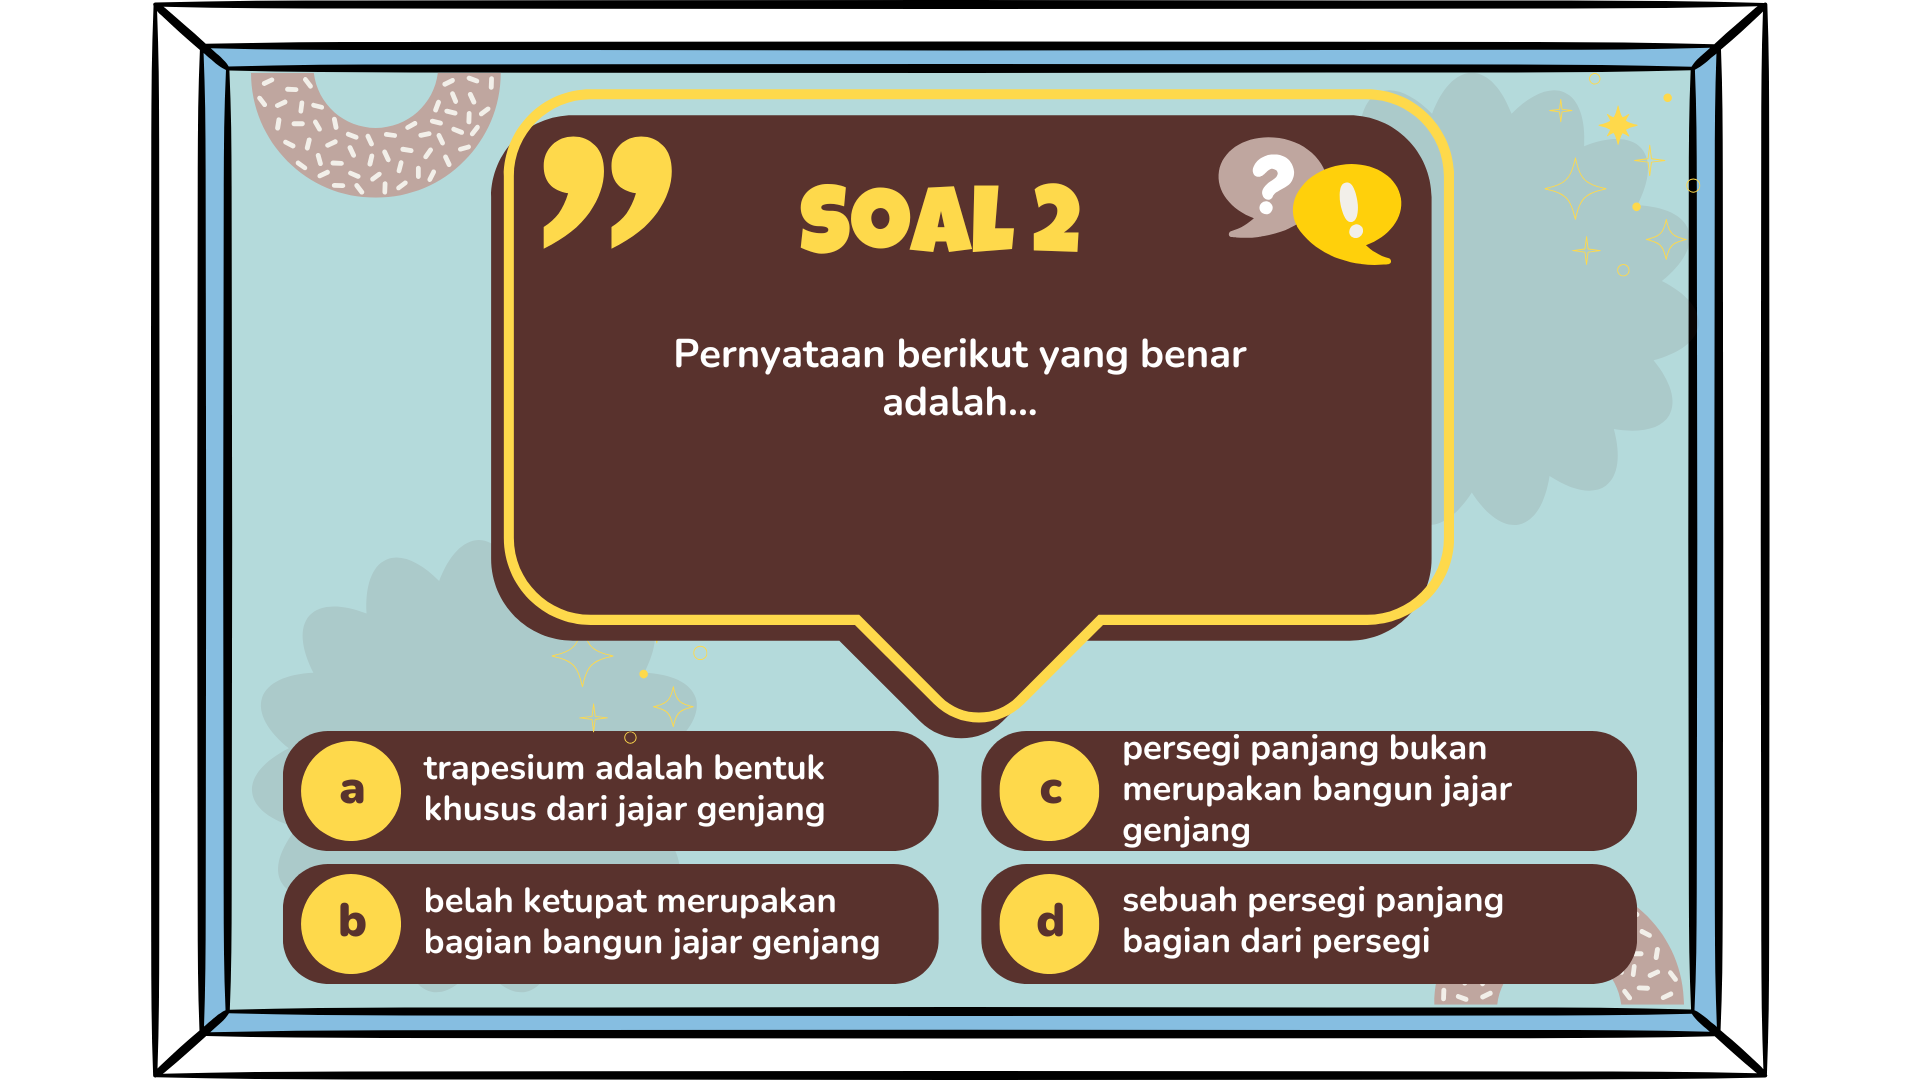 SOAL 2
Pernyataan berikut yang benar
adalah...
a
trapesium adalah bentuk
khusus dari jajar genjang
b
belah ketupat merupakan
bagian bangun jajar genjang
c
persegi panjang bukan
merupakan bangun jajar
genjang
d
sebuah persegi panjang
bagian dari persegi